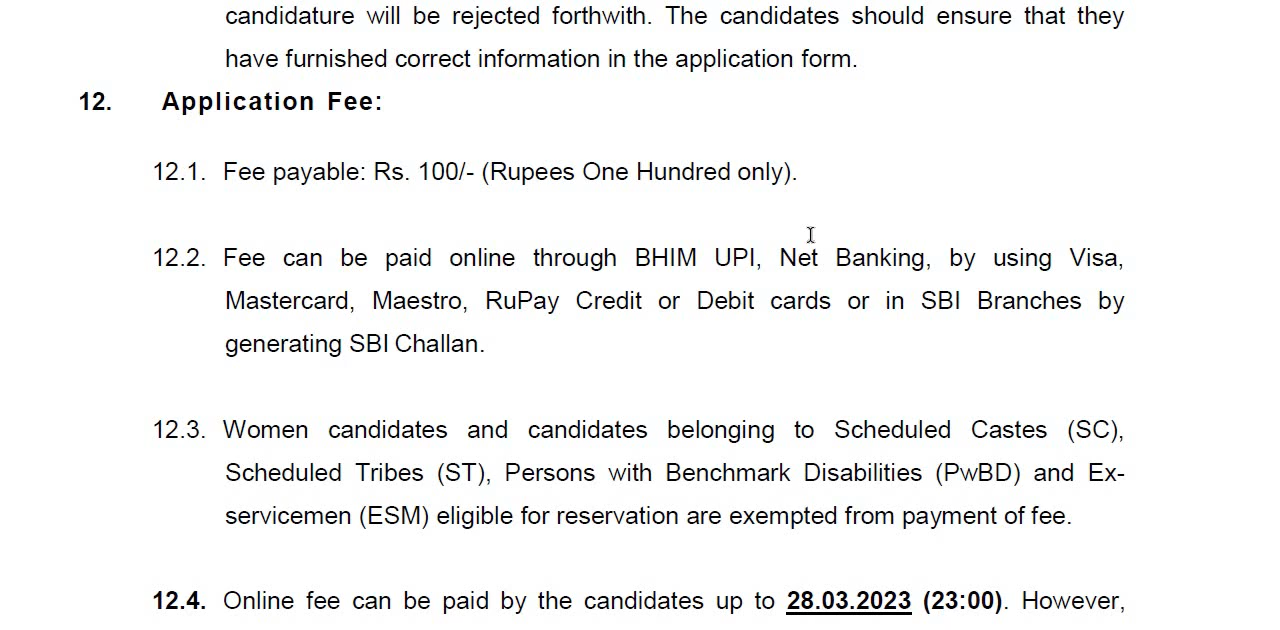 candidature will be rejected forthwith. The candidates should ensure that they
have furnished correct information in the application form.
12. Application Fee:
12.1. Fee payable: Rs. 100/- (Rupees One Hundred only).
12.2. Fee can be paid online through BHIM UPI, Net Banking, by using Visa,
Mastercard, Maestro, RuPay Credit or Debit cards or in SBI Branches by
generating SBI Challan.
12.3. Women candidates and candidates belonging to Scheduled Castes (SC),
Scheduled Tribes (ST), Persons with Benchmark Disabilities (PwBD) and Ex-
servicemen (ESM) eligible for reservation are exempted from payment of fee.
12.4. Online fee can be paid by the candidates up to 28.03.2023 (23:00). However,